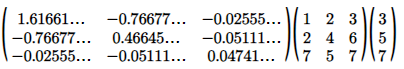 ( 1.61661... −0.76677... −0.02555... ) ( 1 2 3 ) ( 3 )
( −0.76677... 0.46645... −0.05111... ) ( 2 4 6 ) ( 5 )
( −0.02555... −0.05111... 0.04741... ) ( 7 5 7 ) ( 7 )